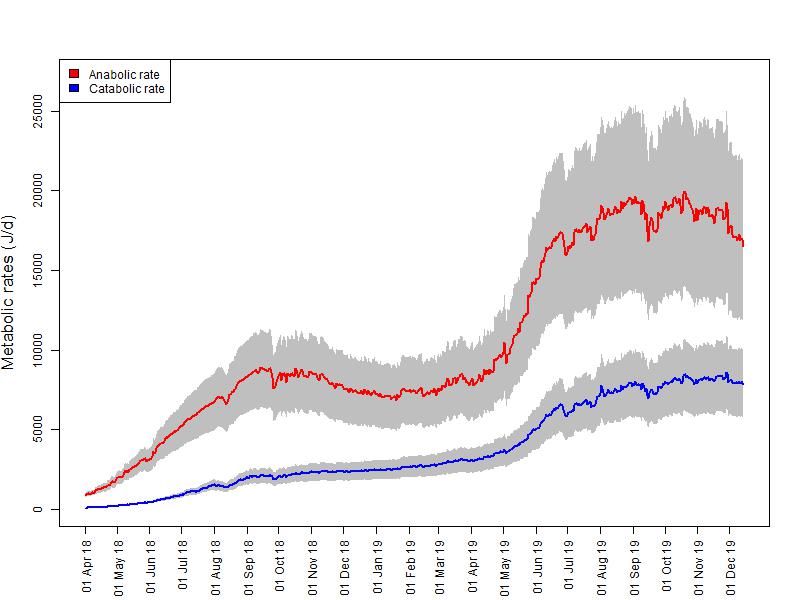 Anabolic rate
Catabolic rate
Metabolic rates (J/d)
25000
20000
15000
10000
5000
0
01 Apr 18
01 May 18
01 Jun 18
01 Jul 18
01 Aug 18
01 Sep 18
01 Oct 18
01 Nov 18
01 Dec 18
01 Jan 19
01 Feb 19
01 Mar 19
01 Apr 19
01 May 19
01 Jun 19
01 Jul 19
01 Aug 19
01 Sep 19
01 Oct 19
01 Nov 19
01 Dec 19